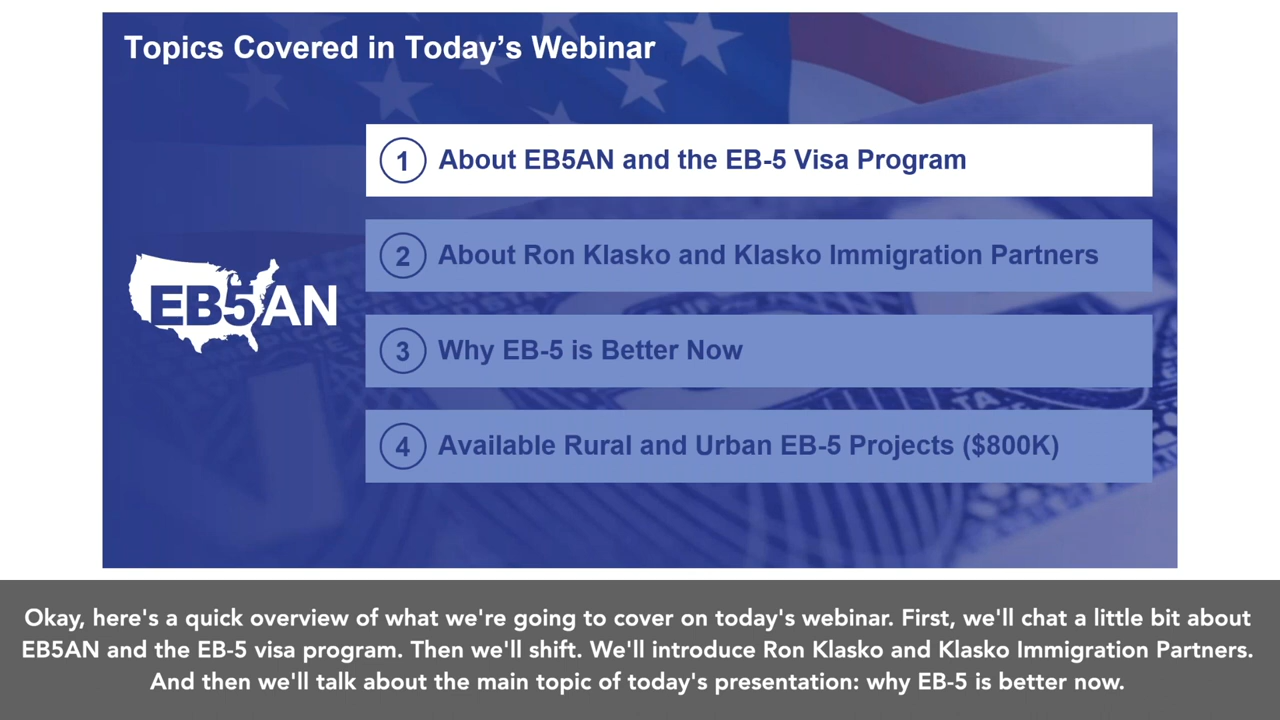 Topics Covered in Today's Webinar
1 About EB5AN and the EB-5 Visa Program
2 About Ron Klasko and Klasko Immigration Partners
EB5AN
3 Why EB-5 is Better Now
4 Available Rural and Urban EB-5 Projects ($800K)
Okay, here's a quick overview of what we're going to cover on today's webinar. First, we'll chat a little bit about
EB5AN and the EB-5 visa program. Then we'll shift. We'll introduce Ron Klasko and Klasko Immigration Partners.
And then we'll talk about the main topic of today's presentation: why EB-5 is better now.